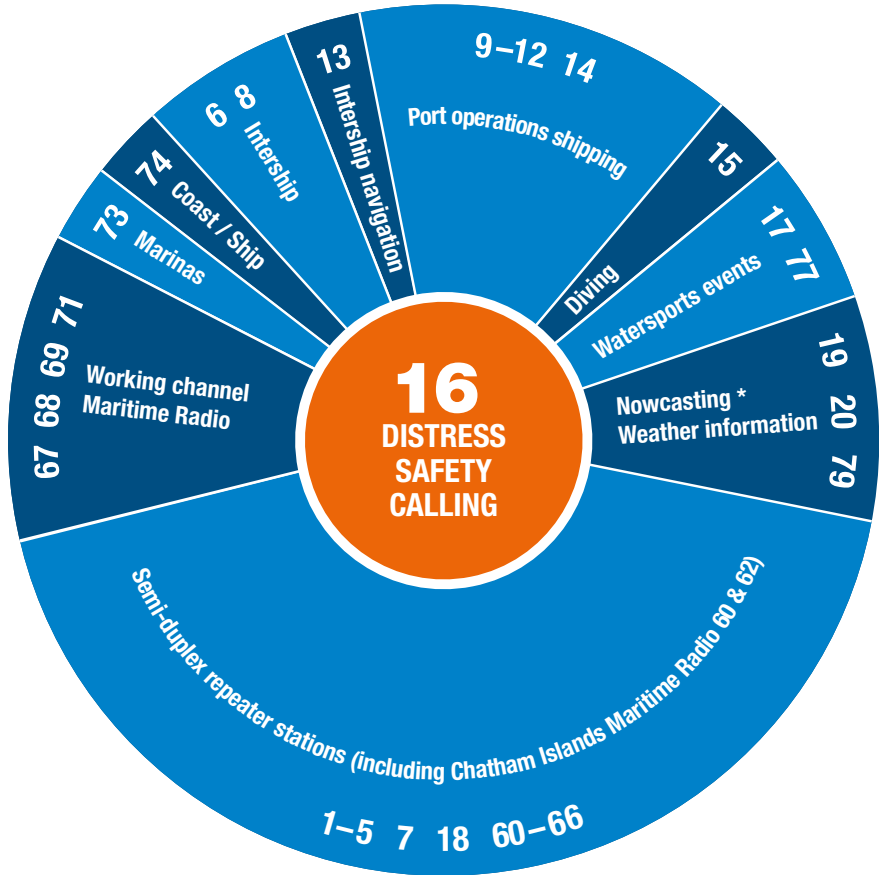 16
DISTRESS
SAFETY
CALLING
9–12 14
Port operations shipping
15
Diving
17 77
Watersports events
19 20 79
Nowcasting *
Weather information
Semi-duplex repeater stations (including Chatham Islands Maritime Radio 60 & 62)
1–5 7 18 60–66
67 68 69 71
Working channel
Maritime Radio
73
Marinas
74
Coast / Ship
6 8
Intership
13
Intership navigation